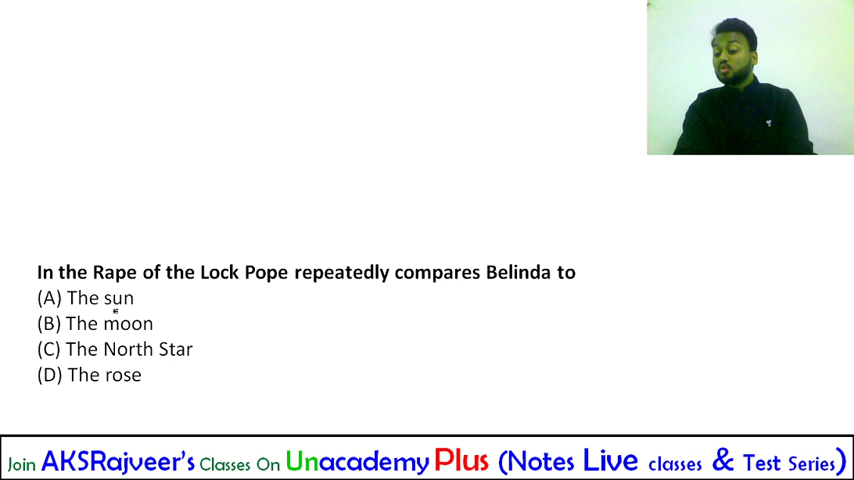 In the Rape of the Lock Pope repeatedly compares Belinda to
(A) The sun
(B) The moon
(C) The North Star
(D) The rose
Join AKSRajveer's Classes On Unacademy Plus (Notes Live classes & Test Series)